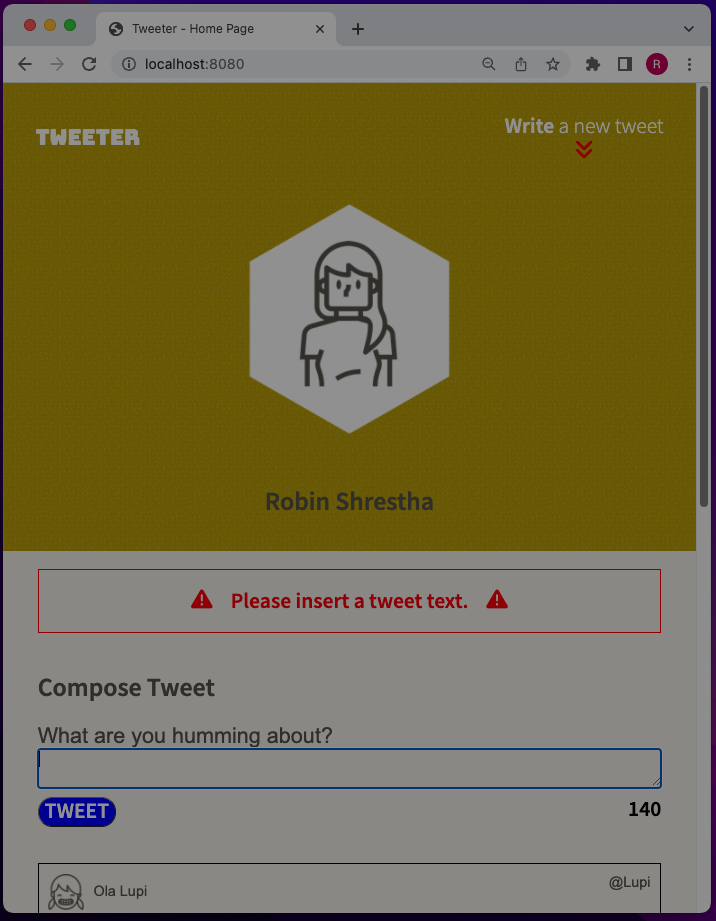 Tweeter - Home Page
localhost:8080
R
TWEETER
Write a new tweet
Robin Shrestha
Please insert a tweet text.
Compose Tweet
What are you humming about?
TWEET
140
Ola Lupi
@Lupi